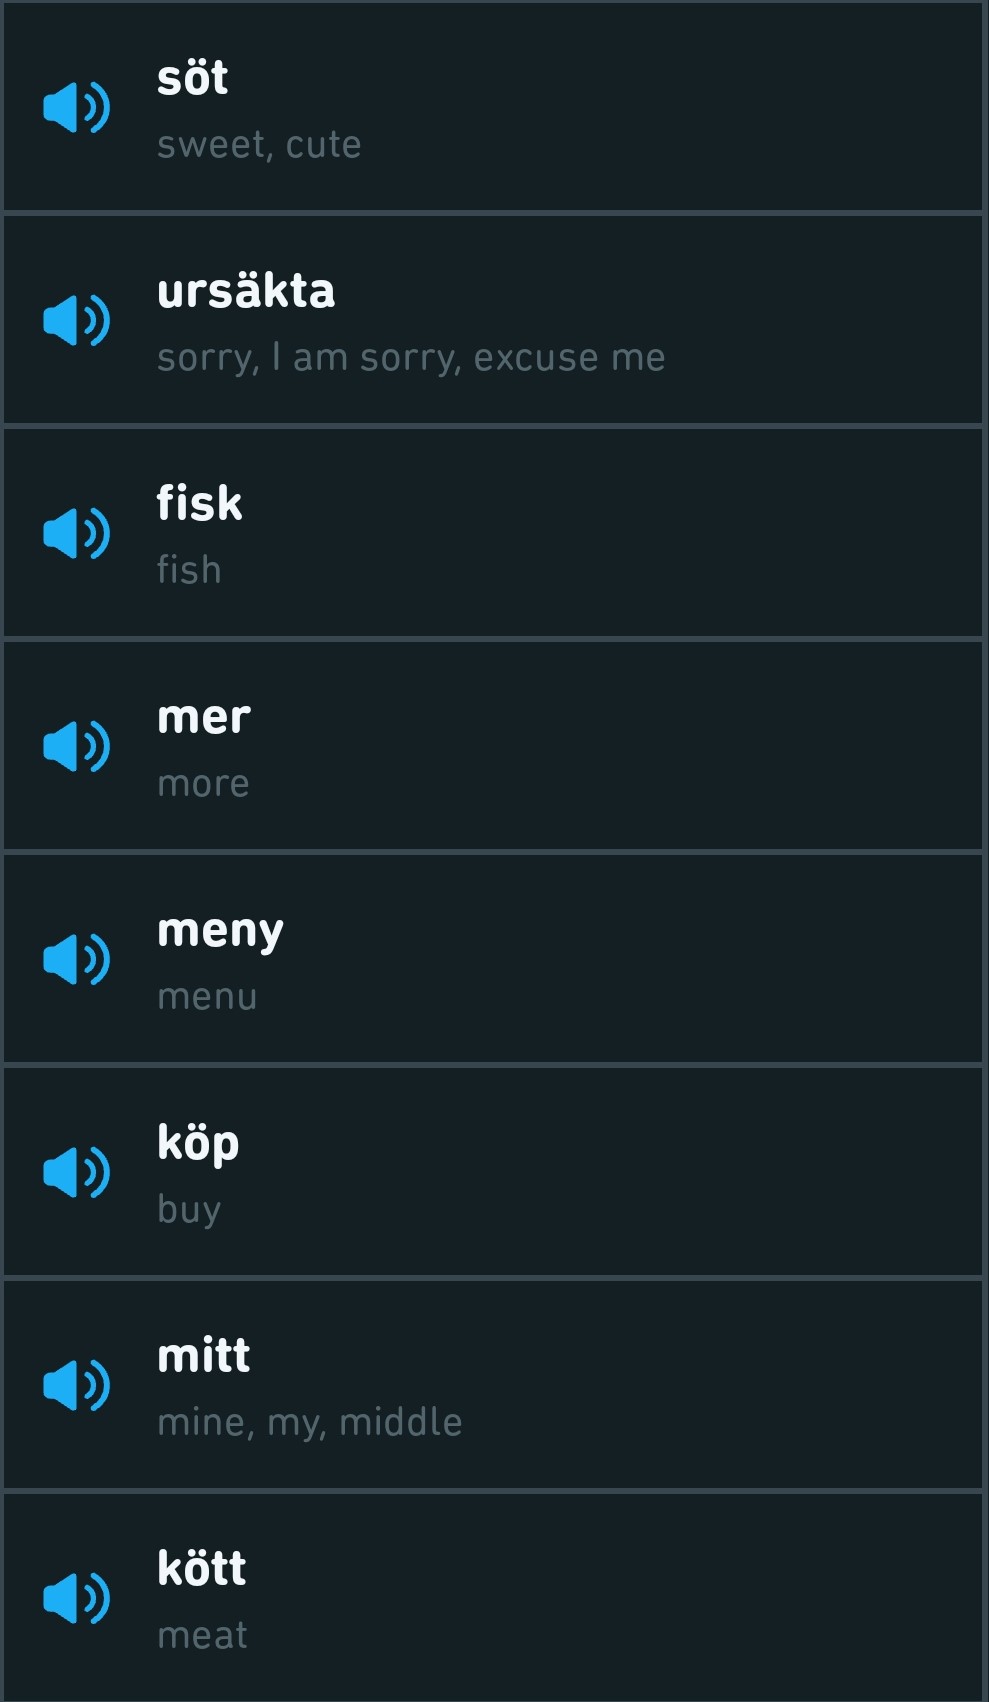 söt
sweet, cute
ursäkta
sorry, I am sorry, excuse me
fisk
fish
mer
more
meny
menu
köp
buy
mitt
mine, my, middle
kött
meat